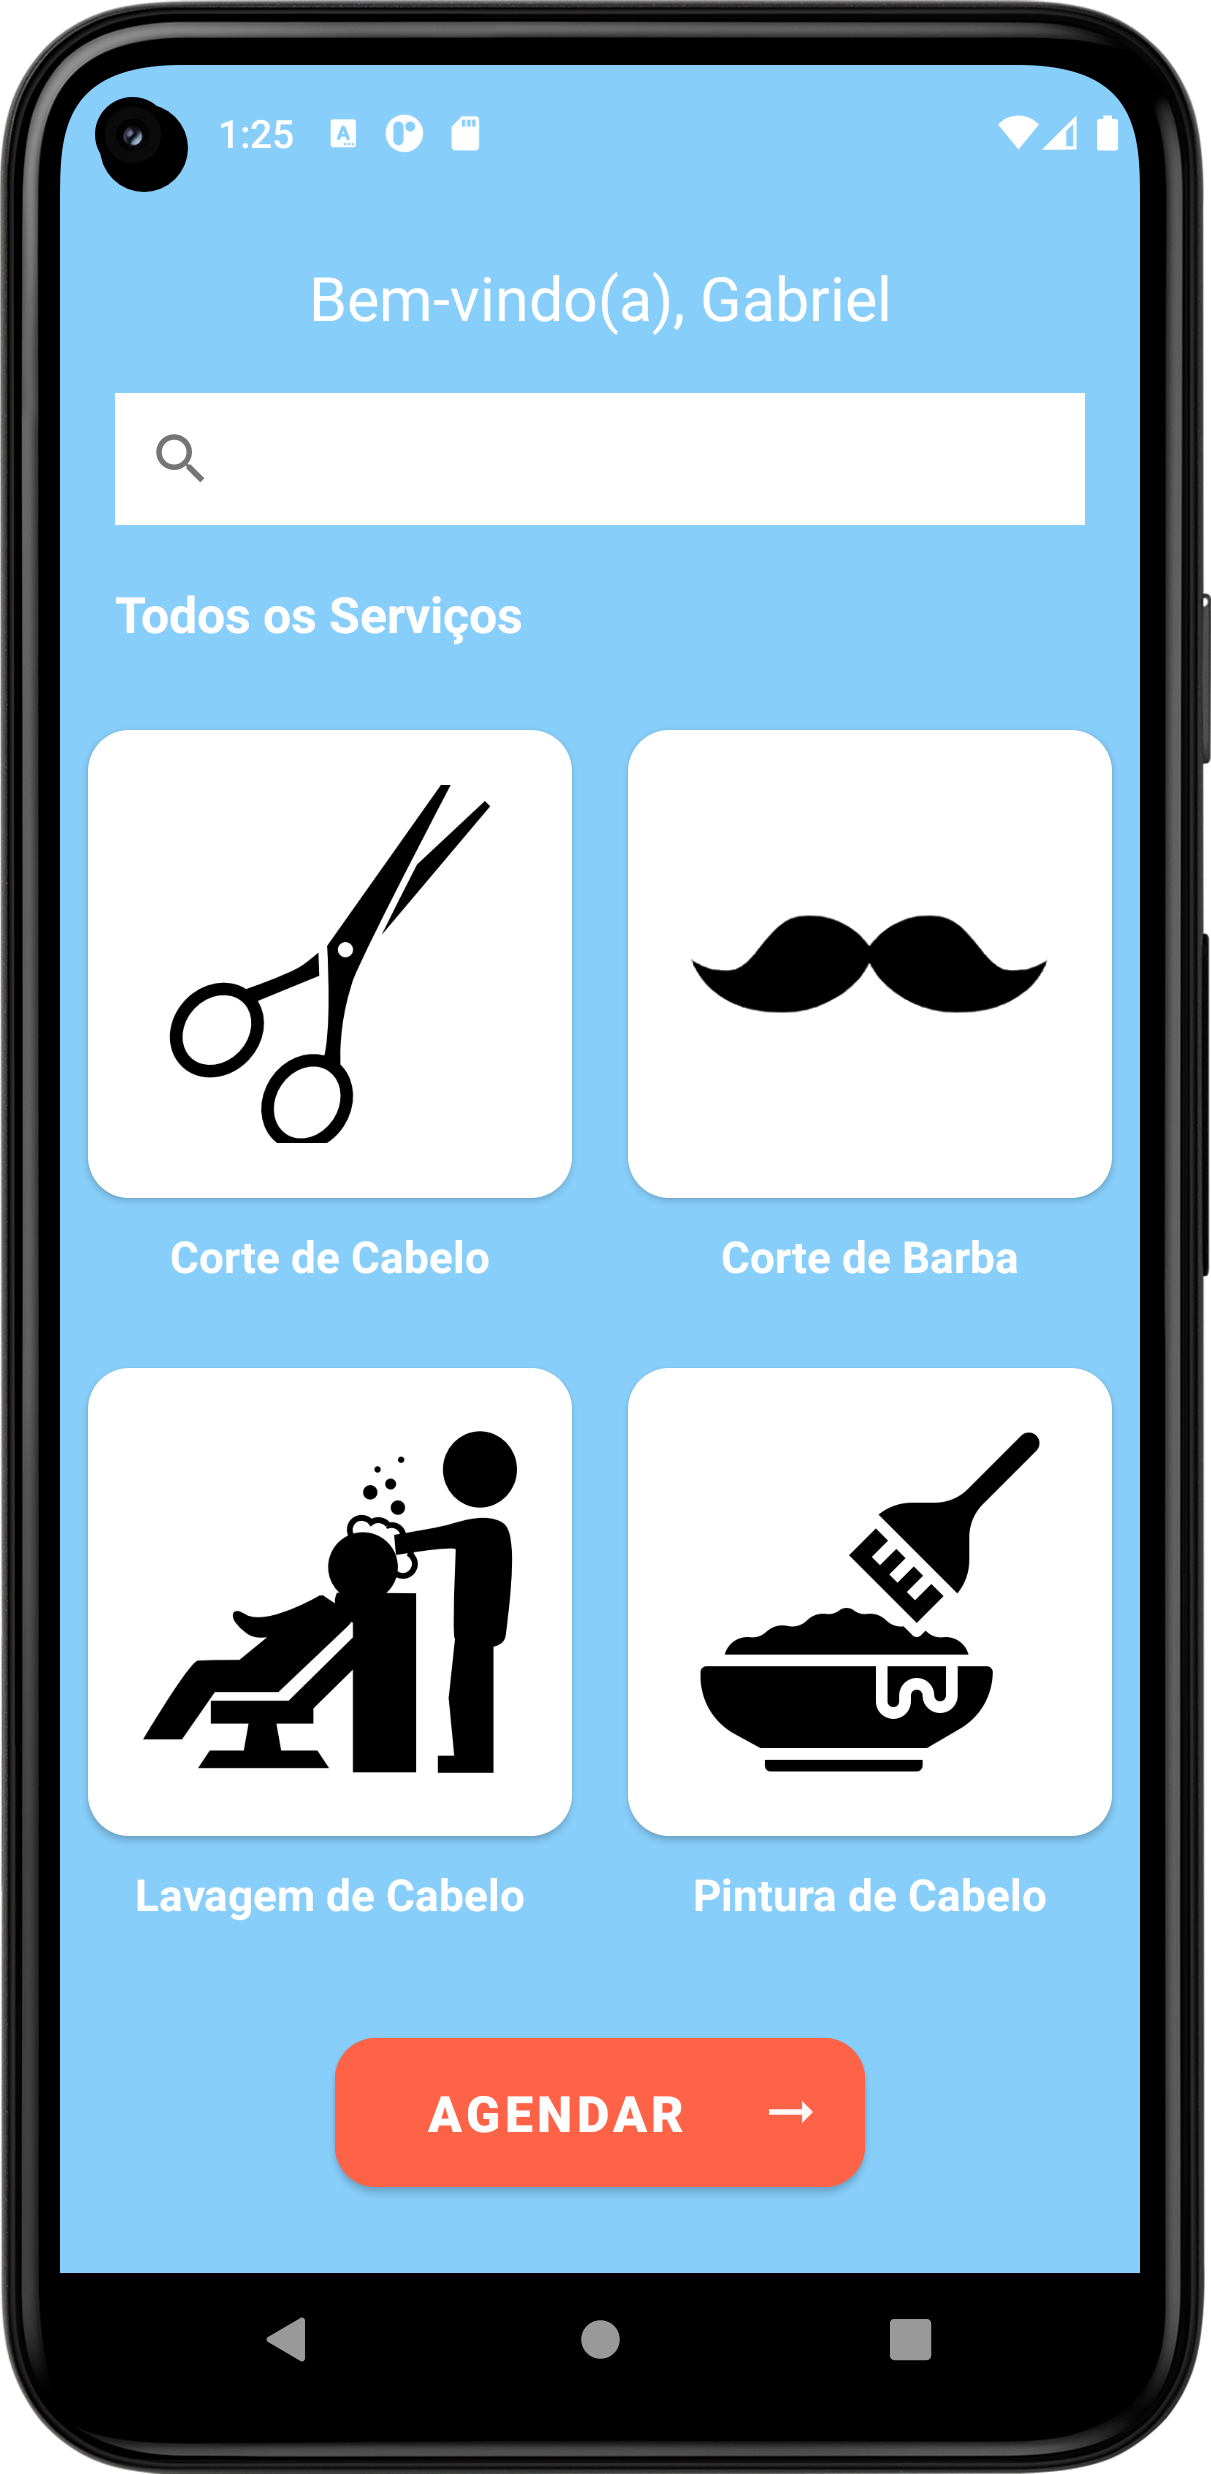 1:25
Bem-vindo(a), Gabriel
Todos os Serviços
Corte de Cabelo
Corte de Barba
Lavagem de Cabelo
Pintura de Cabelo
AGENDAR